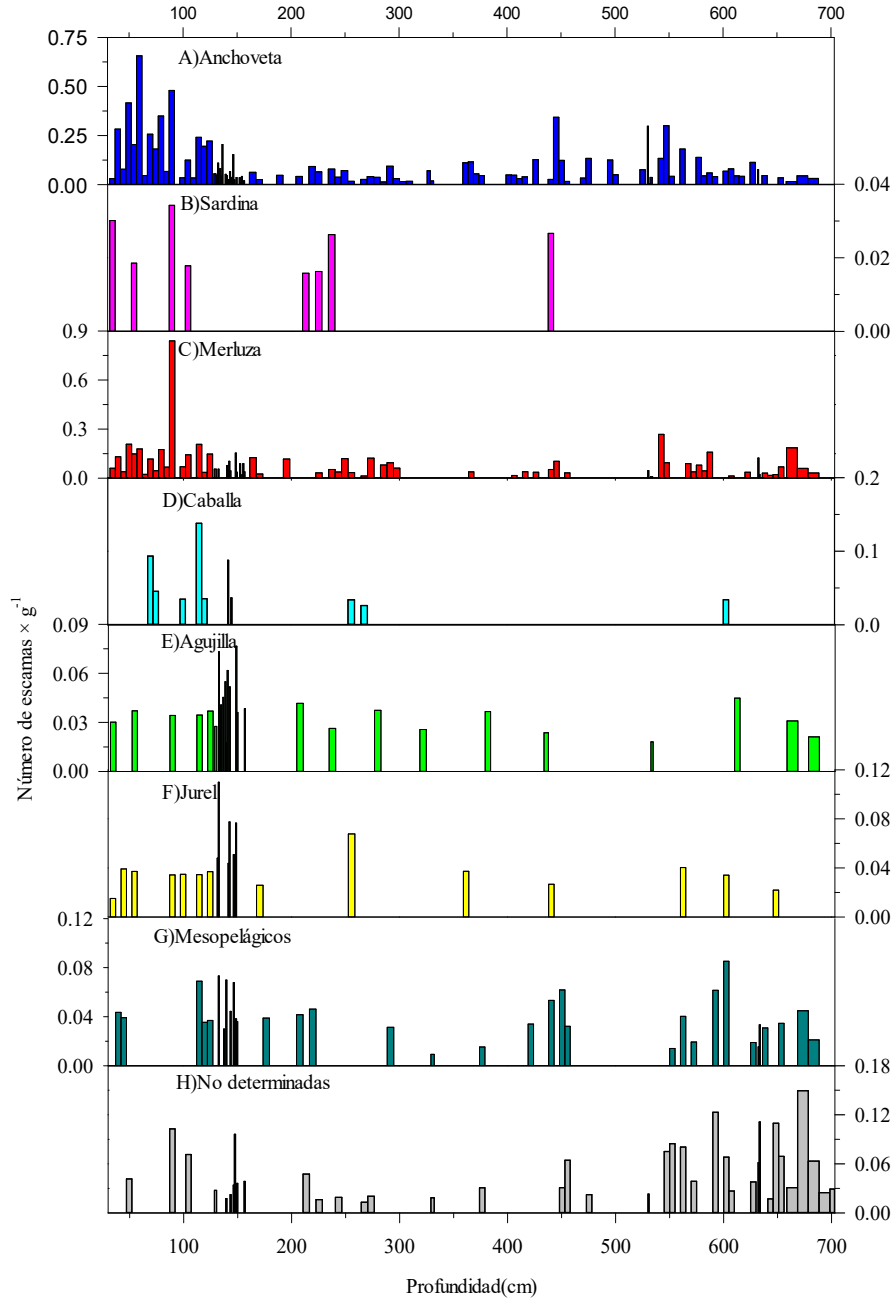 100 200 300 400 500 600 700
0.75
A)Anchoveta
0.50
0.25
0.00 0.04
B)Sardina
0.02
0.9 0.00
C)Merluza
0.6
0.3
0.0 0.2
D)Caballa
0.1
0.09 0.0
E)Agujilla
0.06
0.03
0.00 0.12
F)Jurel
0.08
0.04
0.12 0.00
G)Mesopelágicos
0.08
0.04
0.00 0.18
H)No determinadas
0.12
0.06
0.00
Número de escamas × g⁻¹
100 200 300 400 500 600 700
Profundidad(cm)